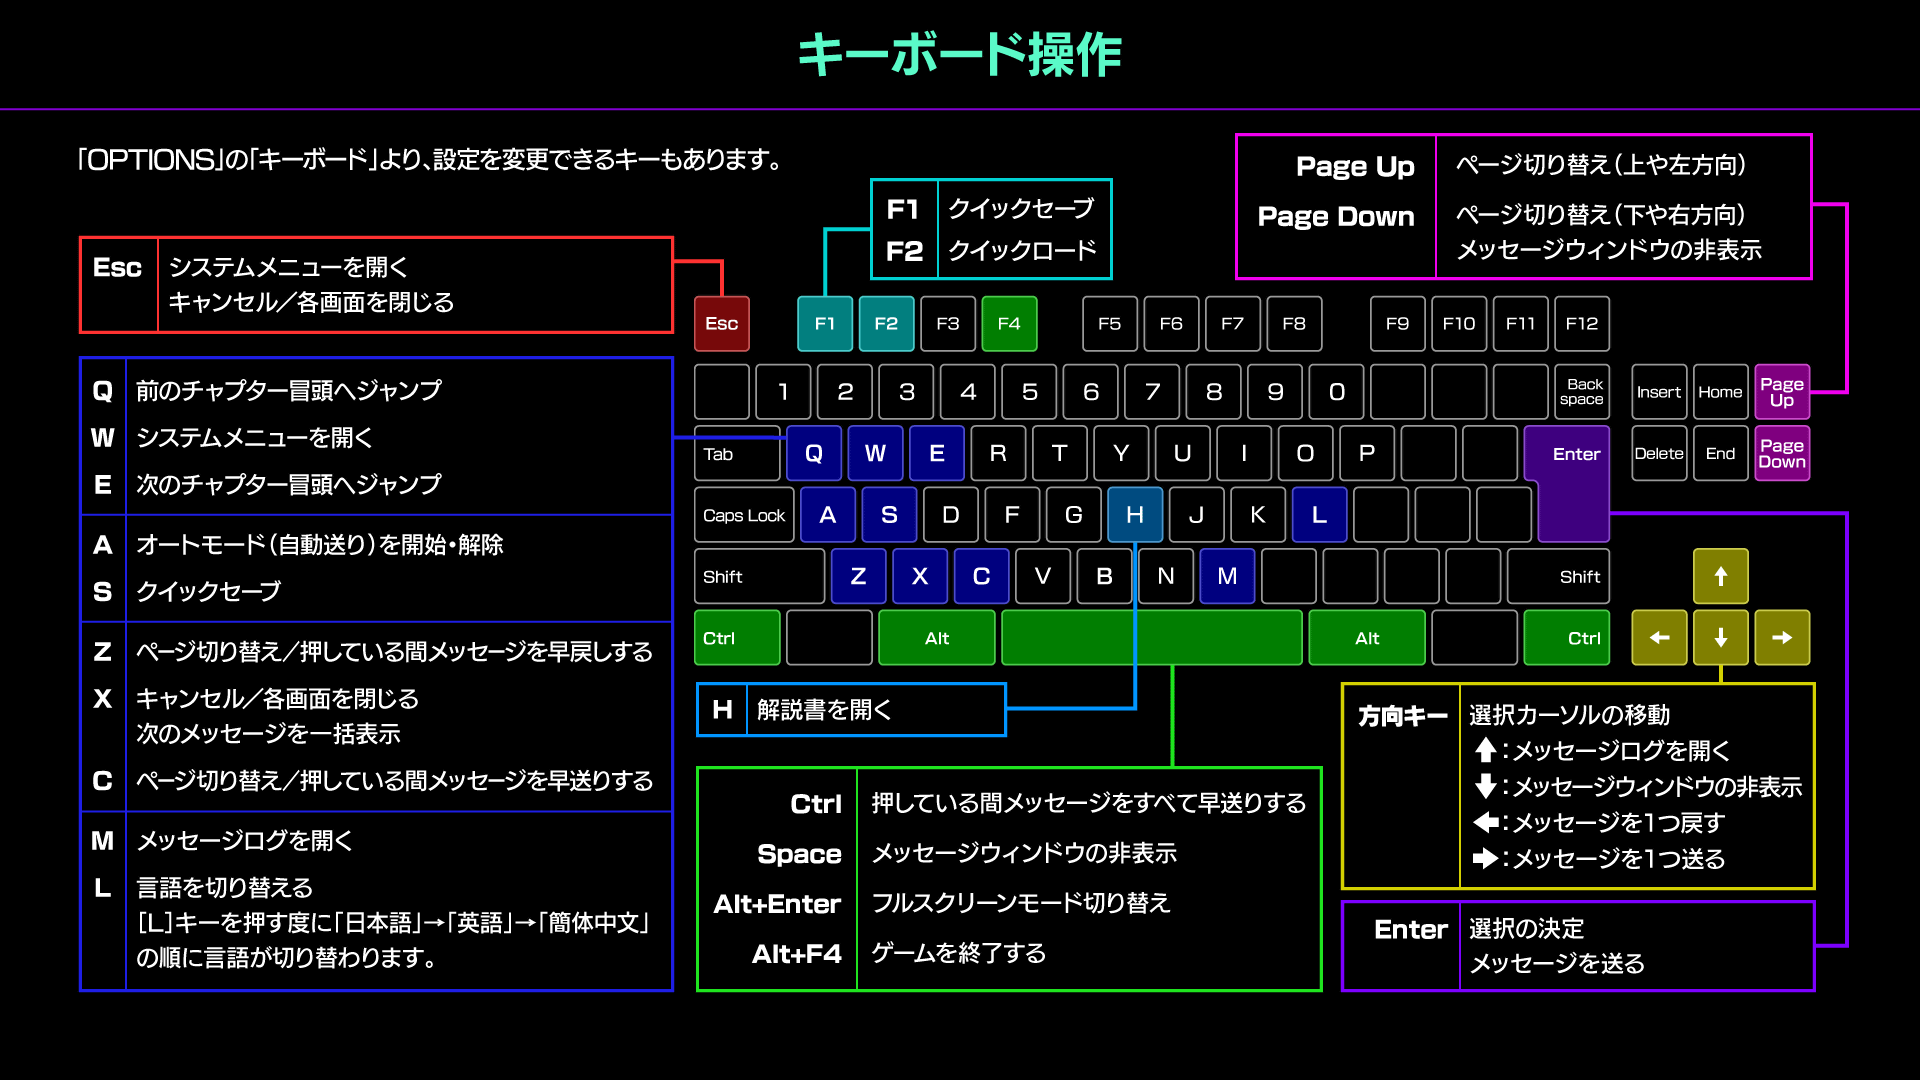 キーボード操作
「OPTIONS」の「キーボード」より、設定を変更できるキーもあります。
Esc システムメニューを開く
キャンセル／各画面を閉じる
F1 クイックセーブ
F2 クイックロード
Page Up ページ切り替え（上や左方向）
Page Down ページ切り替え（下や右方向）
メッセージウィンドウの非表示
Q 前のチャプター冒頭へジャンプ
W システムメニューを開く
E 次のチャプター冒頭へジャンプ
A オートモード（自動送り）を開始・解除
S クイックセーブ
Z ページ切り替え／押している間メッセージを早戻しする
X キャンセル／各画面を閉じる
次のメッセージを一括表示
C ページ切り替え／押している間メッセージを早送りする
M メッセージログを開く
L 言語を切り替える
［L］キーを押す度に「日本語」→「英語」→「簡体中文」
の順に言語が切り替わります。
Esc F1 F2 F3 F4 F5 F6 F7 F8 F9 F10 F11 F12
1 2 3 4 5 6 7 8 9 0 Back
space Insert Home Page
Up
Tab Q W E R T Y U I O P Enter Delete End Page
Down
Caps Lock A S D F G H J K L
Shift Z X C V B N M Shift ↑
Ctrl Alt Alt Ctrl ← ↓ →
H 解説書を開く
Ctrl 押している間メッセージをすべて早送りする
Space メッセージウィンドウの非表示
Alt+Enter フルスクリーンモード切り替え
Alt+F4 ゲームを終了する
方向キー 選択カーソルの移動
↑：メッセージログを開く
↓：メッセージウィンドウの非表示
←：メッセージを1つ戻す
→：メッセージを1つ送る
Enter 選択の決定
メッセージを送る